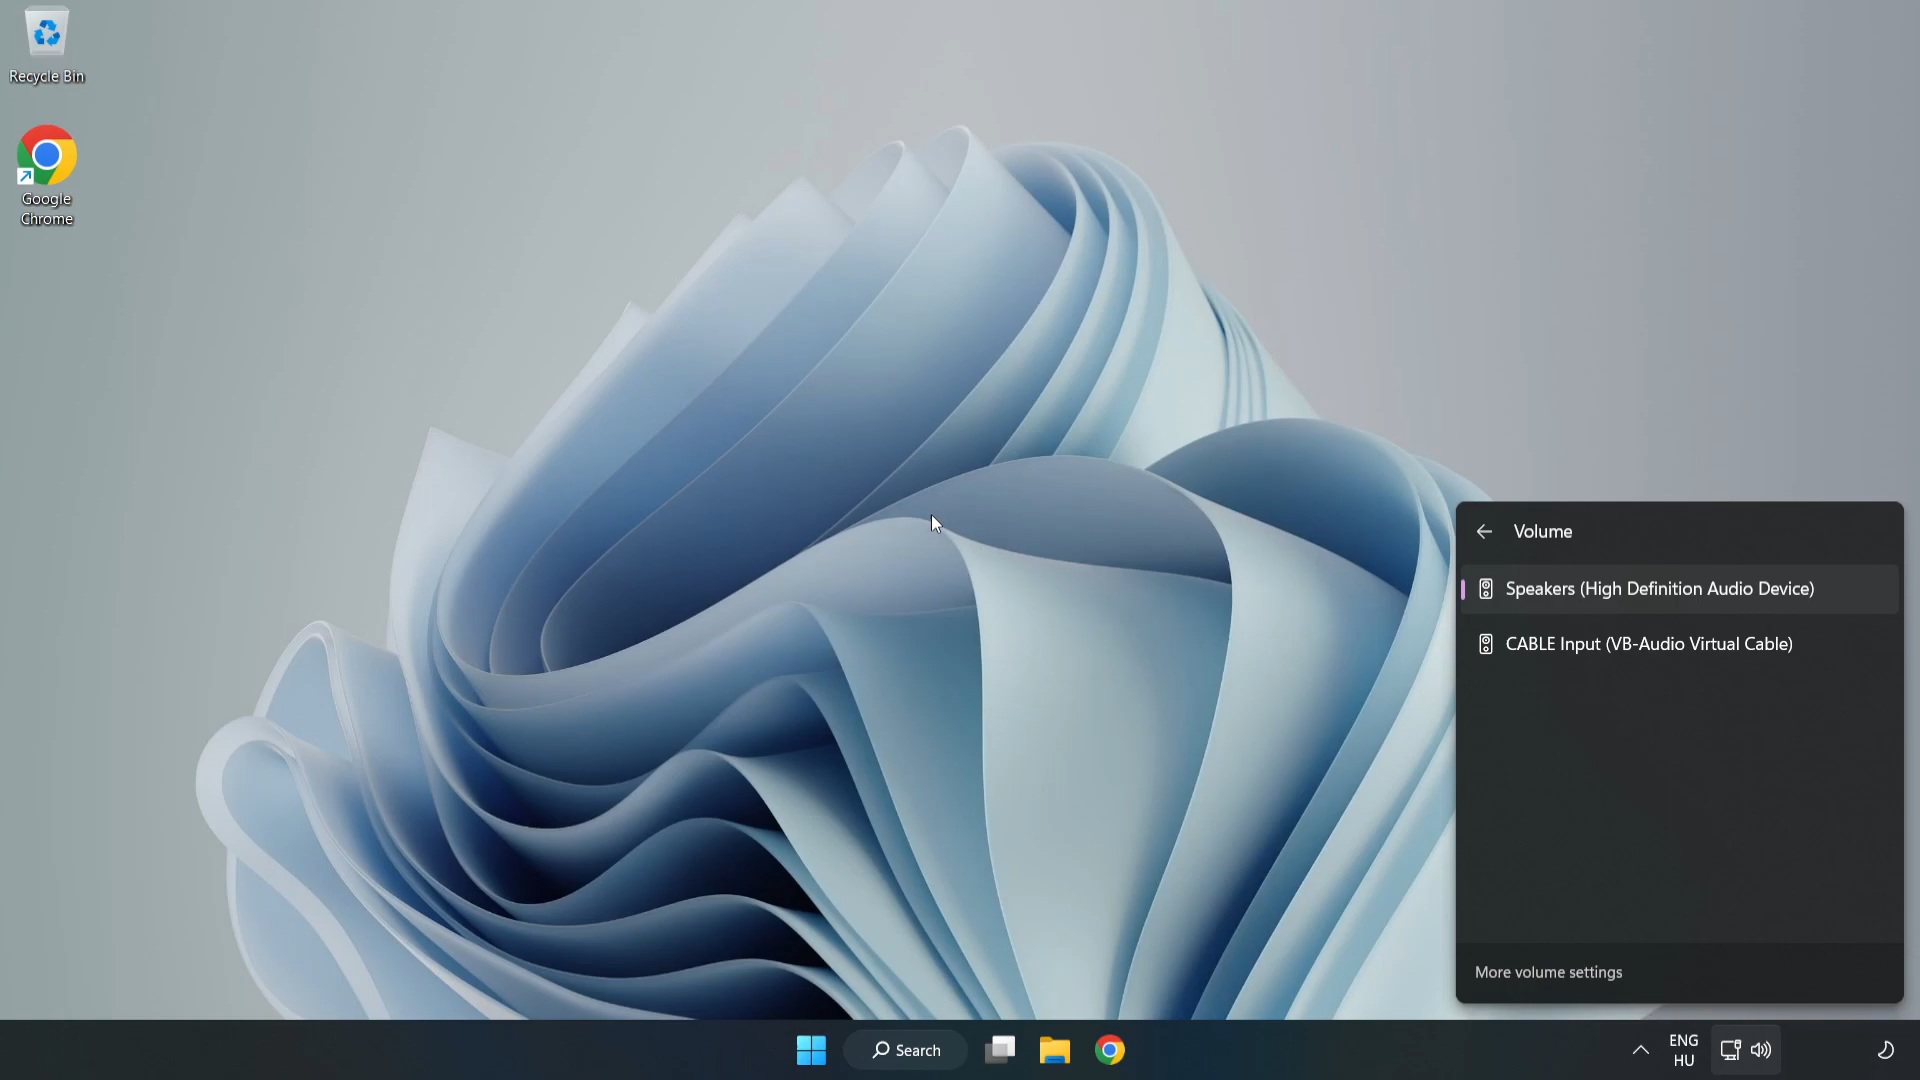 Recycle Bin
Google
Chrome
Volume
Speakers (High Definition Audio Device)
CABLE Input (VB-Audio Virtual Cable)
More volume settings
Search
ENG
HU